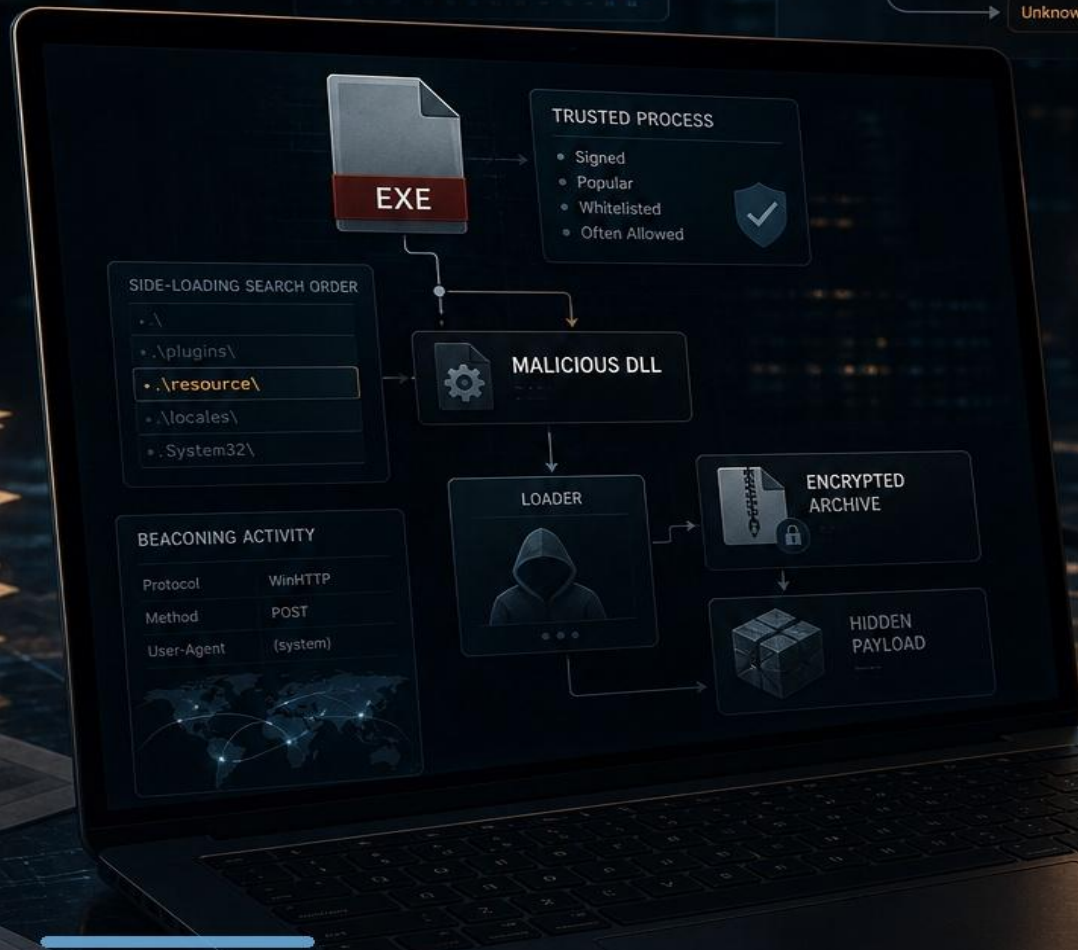 Unknow
EXE
TRUSTED PROCESS
• Signed
• Popular
• Whitelisted
• Often Allowed
SIDE-LOADING SEARCH ORDER
• .\
• .\plugins\
• .\resource\
• .\locales\
• .System32\
MALICIOUS DLL
LOADER
ENCRYPTED
ARCHIVE
HIDDEN
PAYLOAD
BEACONING ACTIVITY
Protocol WinHTTP
Method POST
User-Agent (system)